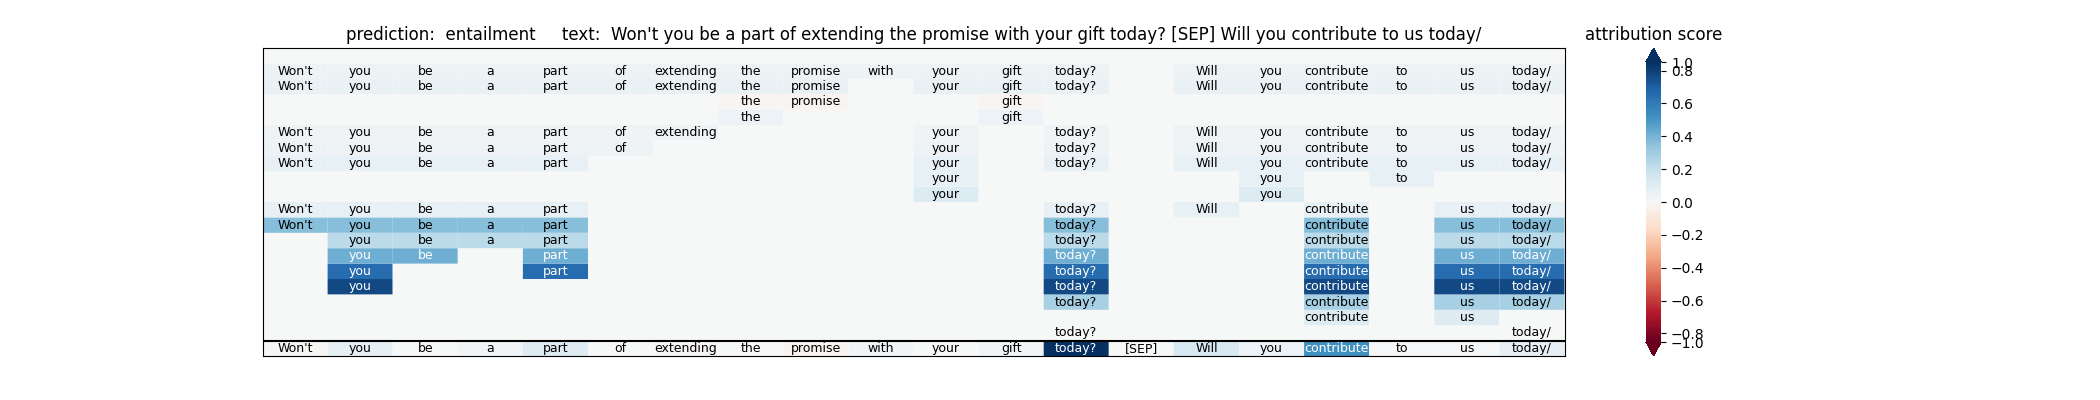 prediction:  entailment     text:  Won't you be a part of extending the promise with your gift today? [SEP] Will you contribute to us today/ attribution score
Won't you be a part of extending the promise with your gift today? Will you contribute to us today/
Won't you be a part of extending the promise your gift today? Will you contribute to us today/
the promise gift
the gift
Won't you be a part of extending your today? Will you contribute to us today/
Won't you be a part of your today? Will you contribute to us today/
Won't you be a part your today? Will you contribute to us today/
your you to
your you
Won't you be a part today? Will contribute us today/
Won't you be a part today? contribute us today/
you be a part today? contribute us today/
you be part today? contribute us today/
you part today? contribute us today/
you today? contribute us today/
today? contribute us today/
contribute us
today? today/
Won't you be a part of extending the promise with your gift today? [SEP] Will you contribute to us today/
1.0
0.8
0.6
0.4
0.2
0.0
−0.2
−0.4
−0.6
−0.8
−1.0